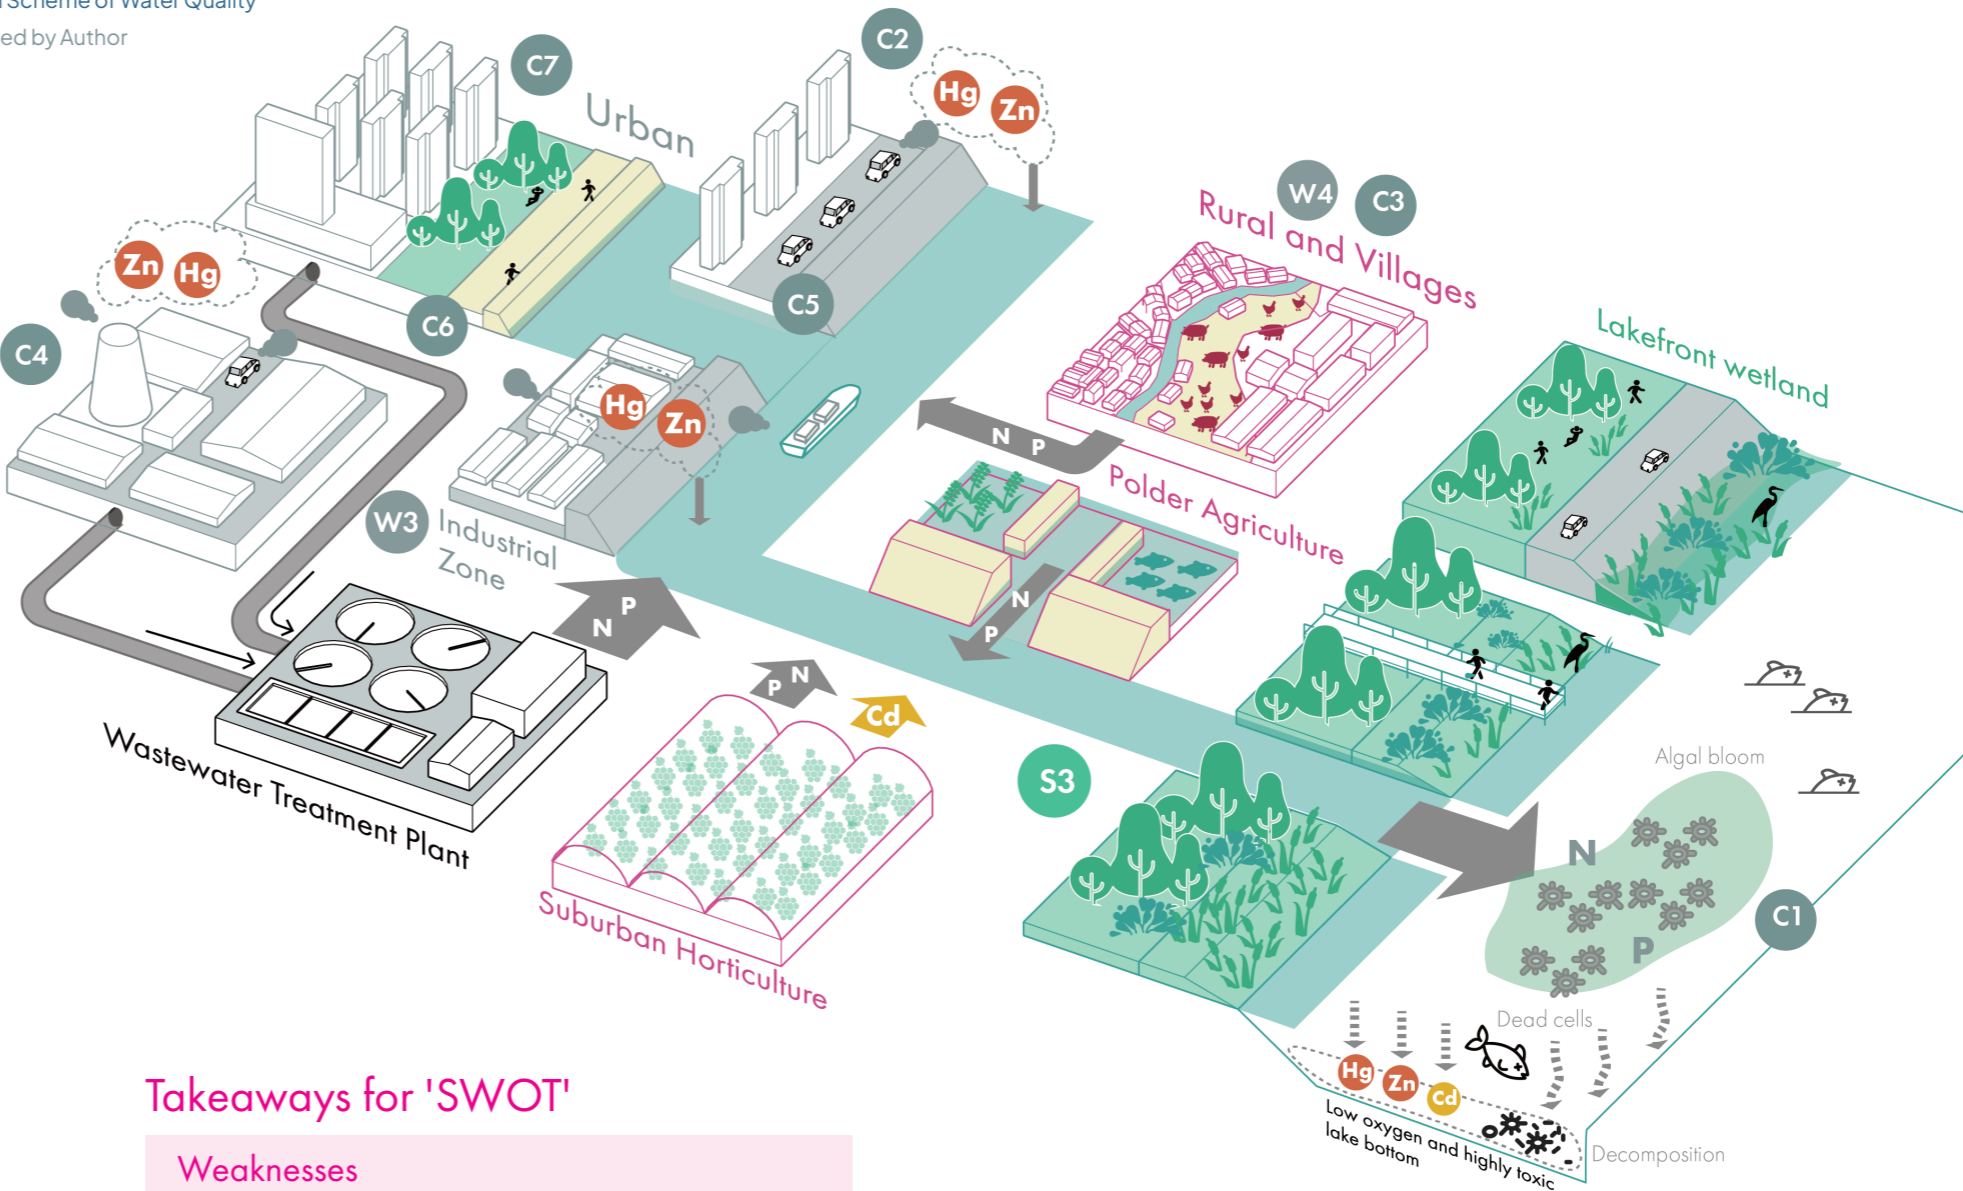 Scheme of Water Quality
ed by Author
C7
C2
Urban
Hg
Zn
W4
C3
Rural and Villages
Zn
Hg
C4
C6
C5
Lakefront wetland
Hg
Zn
N P
Polder Agriculture
W3
Industrial
Zone
N P
N
P
P N
Cd
Wastewater Treatment Plant
S3
Algal bloom
N
P
C1
Suburban Horticulture
Dead cells
Hg
Zn
Cd
Low oxygen and highly toxic
lake bottom
Decomposition
Takeaways for 'SWOT'
Weaknesses